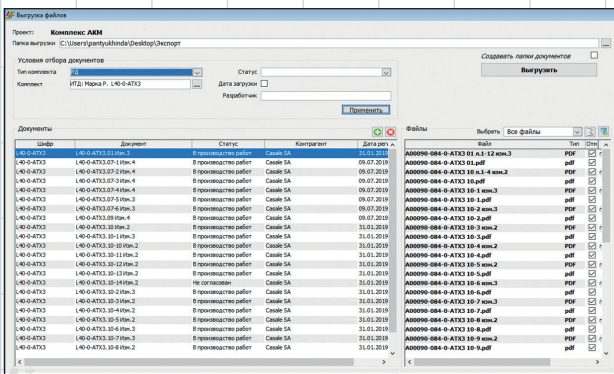 Выгрузка файлов
Проект: Комплекс АКМ
Папка выгрузки C:\Users\pantyukhinda\Desktop\Экспорт ...
Условия отбора документов
Создавать папки документов
Тип комплекта РД Статус
Выгрузить
Комплект ИТД: Марка Р. L40-0-АТХ3 ... Дата загрузки
Разработчик
Применить
Документы
Файлы Выбрать Все файлы
Шифр Документ Статус Контрагент Дата рег Файл Тип Отм
L40-0-АТХ3 L40-0-АТХ3.01 Изм.3 В производство работ Casale SA 31.01.2019 A00090-084-0-АТХ3 01 л.1-12 изм.3 PDF
L40-0-АТХ3 L40-0-АТХ3.07-1 Изм.4 В производство работ Casale SA 09.07.2019 A00090-084-0-АТХ3 01.pdf pdf
L40-0-АТХ3 L40-0-АТХ3.07-2 Изм.4 В производство работ Casale SA 09.07.2019 A00090-084-0-АТХ3 10 л.1-4 изм.2 PDF
L40-0-АТХ3 L40-0-АТХ3.07-3 Изм.4 В производство работ Casale SA 09.07.2019 A00090-084-0-АТХ3 10.pdf pdf
L40-0-АТХ3 L40-0-АТХ3.07-4 Изм.4 В производство работ Casale SA 09.07.2019 A00090-084-0-АТХ3 10-1 изм.3 PDF
L40-0-АТХ3 L40-0-АТХ3.07-5 Изм.3 В производство работ Casale SA 09.07.2019 A00090-084-0-АТХ3 10-1.pdf pdf
L40-0-АТХ3 L40-0-АТХ3.07-6 Изм.3 В производство работ Casale SA 09.07.2019 A00090-084-0-АТХ3 10-2 изм.3 PDF
L40-0-АТХ3 L40-0-АТХ3.09 Изм.4 В производство работ Casale SA 09.07.2019 A00090-084-0-АТХ3 10-2.pdf pdf
L40-0-АТХ3 L40-0-АТХ3.10 Изм.2 В производство работ Casale SA 31.01.2019 A00090-084-0-АТХ3 10-3 изм.2 PDF
L40-0-АТХ3 L40-0-АТХ3.10-1 Изм.3 В производство работ Casale SA 31.01.2019 A00090-084-0-АТХ3 10-3.pdf pdf
L40-0-АТХ3 L40-0-АТХ3.10-10 Изм.2 В производство работ Casale SA 31.01.2019 A00090-084-0-АТХ3 10-4 изм.2 PDF
L40-0-АТХ3 L40-0-АТХ3.10-11 Изм.2 В производство работ Casale SA 31.01.2019 A00090-084-0-АТХ3 10-4.pdf pdf
L40-0-АТХ3 L40-0-АТХ3.10-12 Изм.2 В производство работ Casale SA 31.01.2019 A00090-084-0-АТХ3 10-5 изм.2 PDF
L40-0-АТХ3 L40-0-АТХ3.10-13 Изм.2 В производство работ Casale SA 31.01.2019 A00090-084-0-АТХ3 10-5.pdf pdf
L40-0-АТХ3 L40-0-АТХ3.10-14 Изм.2 Не согласован Casale SA 31.01.2019 A00090-084-0-АТХ3 10-6 изм.3 PDF
L40-0-АТХ3 L40-0-АТХ3.10-2 Изм.3 В производство работ Casale SA 31.01.2019 A00090-084-0-АТХ3 10-6.pdf pdf
L40-0-АТХ3 L40-0-АТХ3.10-3 Изм.2 В производство работ Casale SA 31.01.2019 A00090-084-0-АТХ3 10-7 изм.3 PDF
L40-0-АТХ3 L40-0-АТХ3.10-4 Изм.2 В производство работ Casale SA 31.01.2019 A00090-084-0-АТХ3 10-7.pdf pdf
L40-0-АТХ3 L40-0-АТХ3.10-5 Изм.2 В производство работ Casale SA 31.01.2019 A00090-084-0-АТХ3 10-8 изм.2 PDF
L40-0-АТХ3 L40-0-АТХ3.10-6 Изм.3 В производство работ Casale SA 31.01.2019 A00090-084-0-АТХ3 10-8.pdf pdf
L40-0-АТХ3 L40-0-АТХ3.10-7 Изм.3 В производство работ Casale SA 31.01.2019 A00090-084-0-АТХ3 10-9 изм.2 PDF
L40-0-АТХ3 L40-0-АТХ3.10-8 Изм.2 В производство работ Casale SA 31.01.2019 A00090-084-0-АТХ3 10-9.pdf pdf